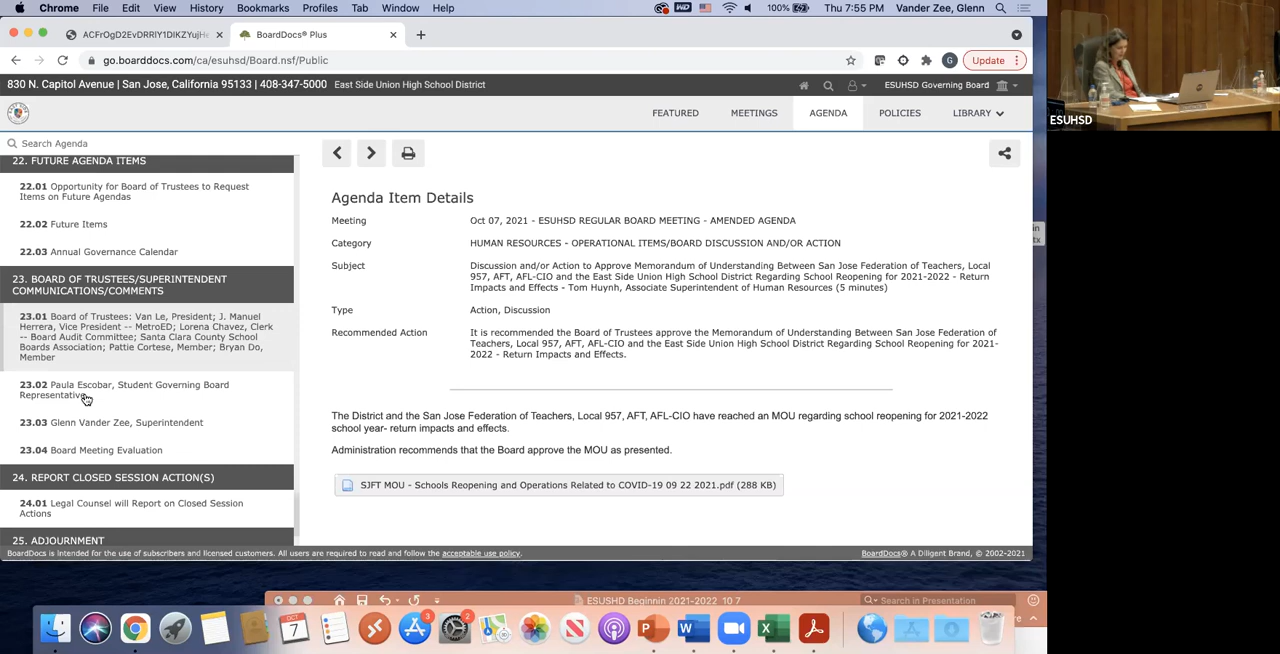 Chrome File Edit View History Bookmarks Profiles Tab Window Help 100% Thu 7:55 PM Vander Zee, Glenn
ACFrOgD2EvDRRlY1DlKZYujHe BoardDocs® Plus
go.boarddocs.com/ca/esuhsd/Board.nsf/Public G Update
830 N. Capitol Avenue | San Jose, California 95133 | 408-347-5000 East Side Union High School District ESUHSD Governing Board
FEATURED MEETINGS AGENDA POLICIES LIBRARY
Search Agenda
22. FUTURE AGENDA ITEMS
22.01 Opportunity for Board of Trustees to Request
Items on Future Agendas
22.02 Future Items
22.03 Annual Governance Calendar
23. BOARD OF TRUSTEES/SUPERINTENDENT
COMMUNICATIONS/COMMENTS
23.01 Board of Trustees: Van Le, President; J. Manuel
Herrera, Vice President -- MetroED; Lorena Chavez, Clerk
-- Board Audit Committee; Santa Clara County School
Boards Association; Pattie Cortese, Member; Bryan Do,
Member
23.02 Paula Escobar, Student Governing Board
Representative
23.03 Glenn Vander Zee, Superintendent
23.04 Board Meeting Evaluation
24. REPORT CLOSED SESSION ACTION(S)
24.01 Legal Counsel will Report on Closed Session
Actions
25. ADJOURNMENT
Agenda Item Details
Meeting Oct 07, 2021 - ESUHSD REGULAR BOARD MEETING - AMENDED AGENDA
Category HUMAN RESOURCES - OPERATIONAL ITEMS/BOARD DISCUSSION AND/OR ACTION
Subject Discussion and/or Action to Approve Memorandum of Understanding Between San Jose Federation of Teachers, Local
957, AFT, AFL-CIO and the East Side Union High School District Regarding School Reopening for 2021-2022 - Return
Impacts and Effects - Tom Huynh, Associate Superintendent of Human Resources (5 minutes)
Type Action, Discussion
Recommended Action It is recommended the Board of Trustees approve the Memorandum of Understanding Between San Jose Federation of
Teachers, Local 957, AFT, AFL-CIO and the East Side Union High School District Regarding School Reopening for 2021-
2022 - Return Impacts and Effects.
The District and the San Jose Federation of Teachers, Local 957, AFT, AFL-CIO have reached an MOU regarding school reopening for 2021-2022
school year- return impacts and effects.
Administration recommends that the Board approve the MOU as presented.
SJFT MOU - Schools Reopening and Operations Related to COVID-19 09 22 2021.pdf (288 KB)
BoardDocs is intended for the use of subscribers and licensed customers. All users are required to read and follow the acceptable use policy. BoardDocs® A Diligent Brand, © 2002-2021
ESUSHD Beginnin 2021-2022 10 7 Search in Presentation
OCT
7
3
2
ESUHSD
in
tx